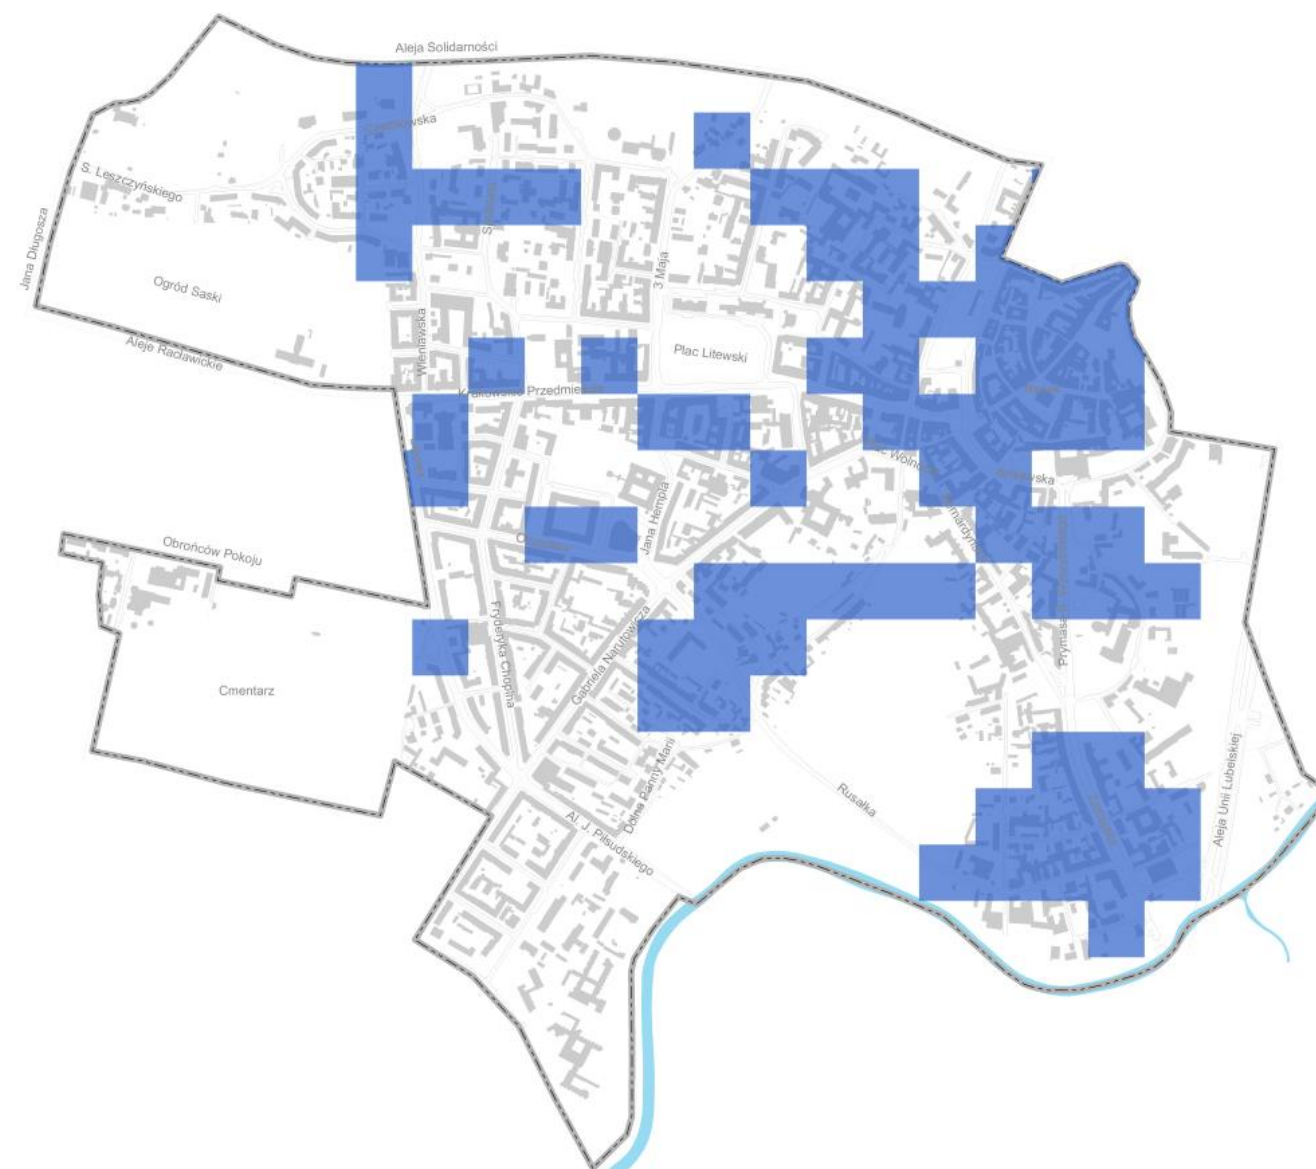 Aleja Solidarności
S. Leszczyńskiego
Jana Długosza
3 Maja
Ogród Saski
Wieniawska
Plac Litewski
Aleje Racławickie
Krakowskie Przedmieście
Jana Hempla
Obrońców Pokoju
Fryderyka Chopina
Gabriela Narutowicza
Cmentarz
Dolna Panny Marii
Al. J. Piłsudskiego
Rusałka
Aleja Unii Lubelskiej